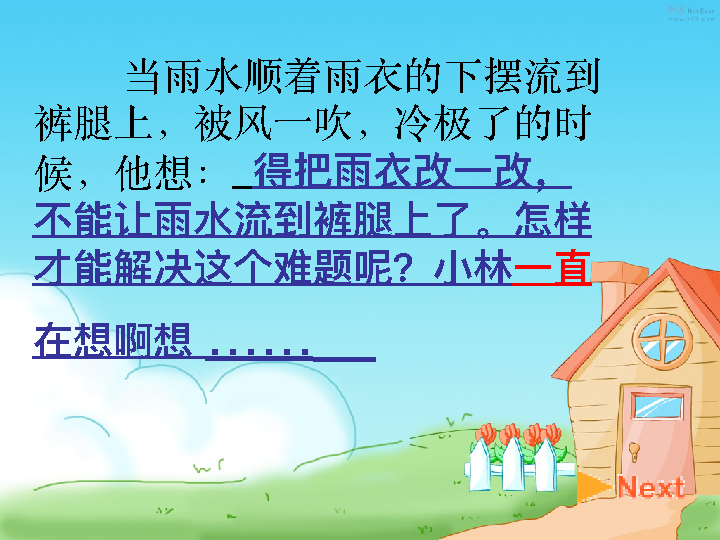 当雨水顺着雨衣的下摆流到
裤腿上，被风一吹，冷极了的时
候，他想：_得把雨衣改一改，
不能让雨水流到裤腿上了。怎样
才能解决这个难题呢？小林一直
在想啊想 ……___
Next